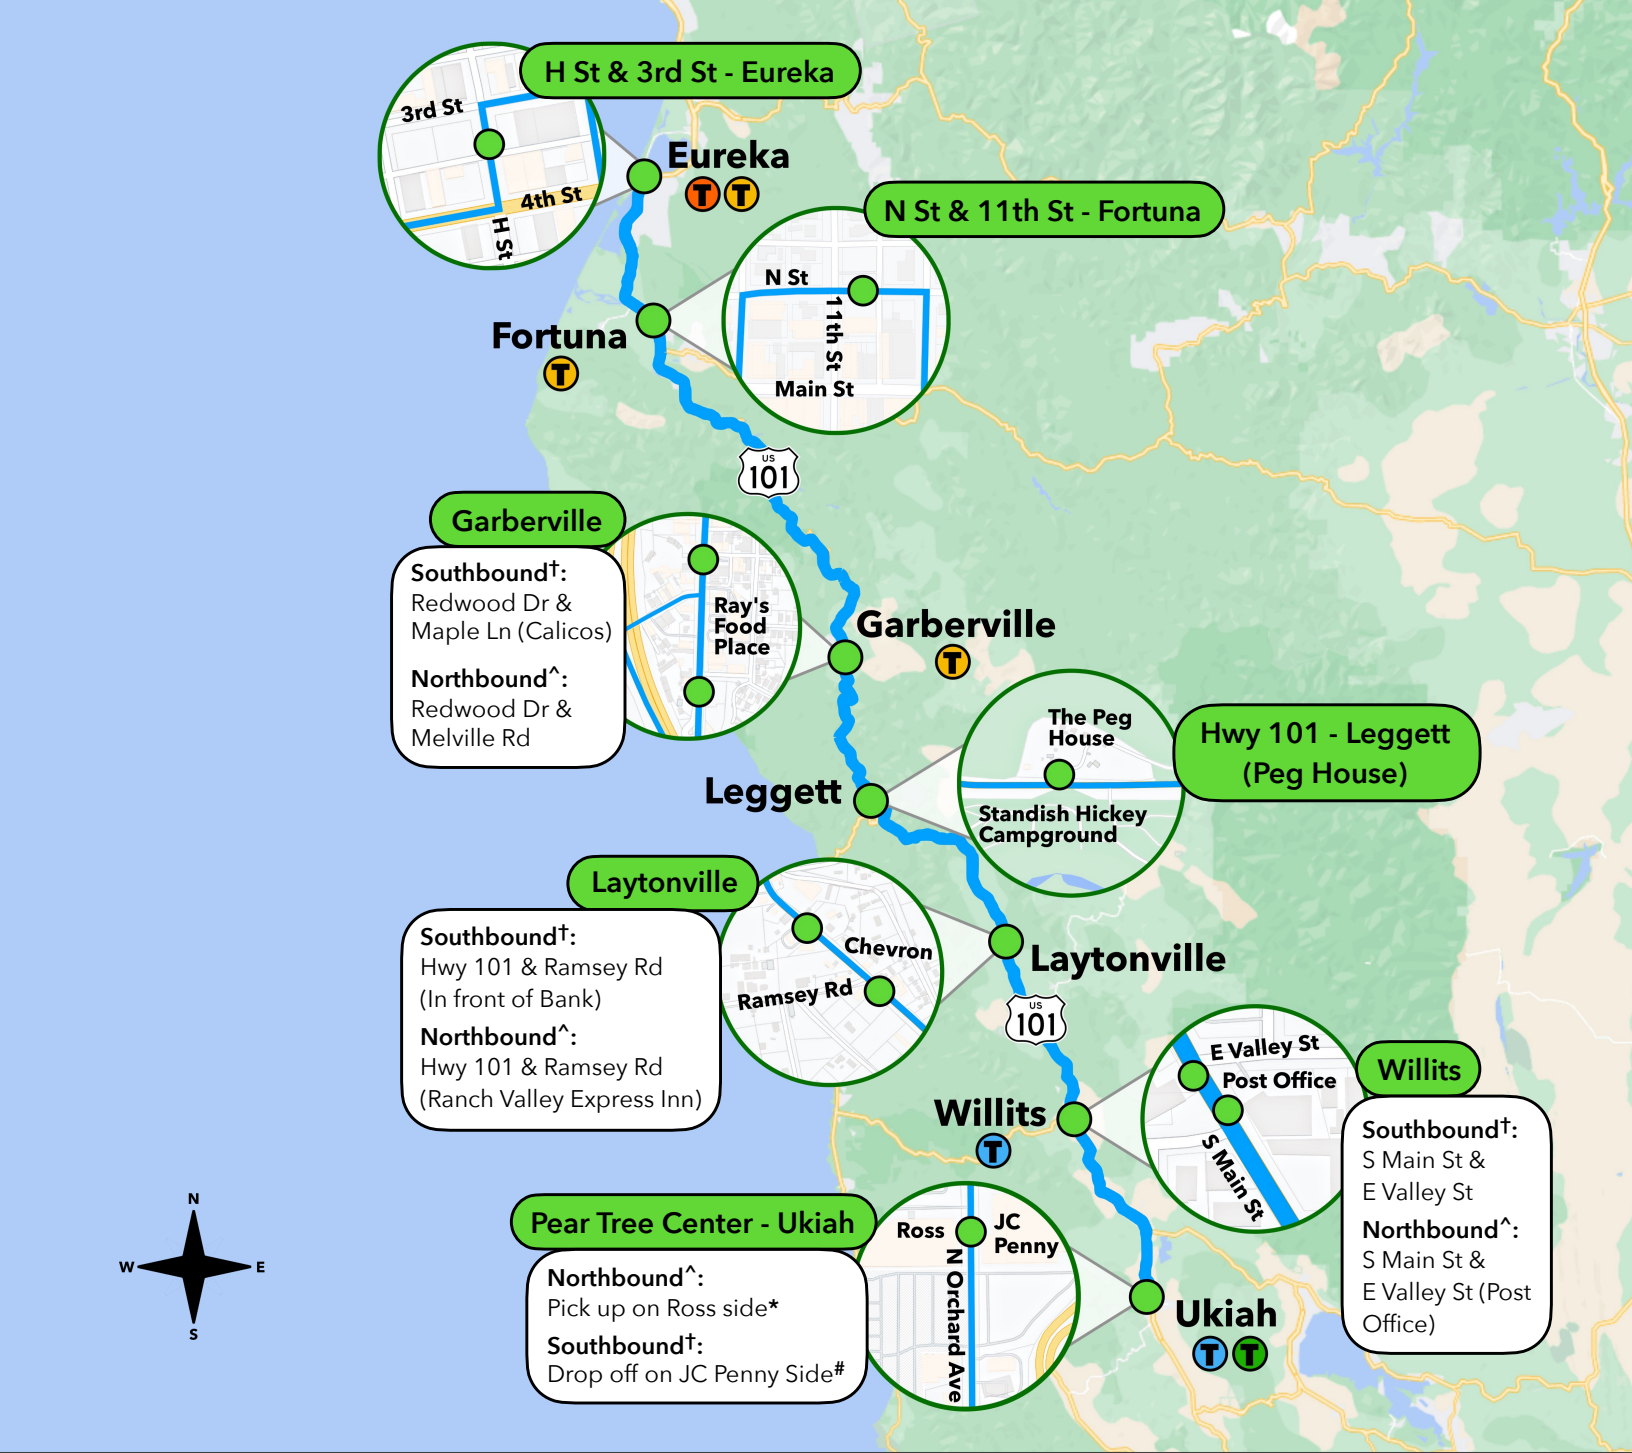 H St & 3rd St - Eureka
3rd St
4th St
H St
Eureka
T T
N St & 11th St - Fortuna
N St
11th St
Main St
Fortuna
T
US
101
Garberville
Southbound†:
Redwood Dr &
Maple Ln (Calicos)
Northbound^:
Redwood Dr &
Melville Rd
Ray's
Food
Place
Garberville
T
The Peg
House
Standish Hickey
Campground
Hwy 101 - Leggett
(Peg House)
Leggett
Laytonville
Southbound†:
Hwy 101 & Ramsey Rd
(In front of Bank)
Northbound^:
Hwy 101 & Ramsey Rd
(Ranch Valley Express Inn)
Chevron
Ramsey Rd
Laytonville
US
101
E Valley St
Post Office
S Main St
Willits
Southbound†:
S Main St &
E Valley St
Northbound^:
S Main St &
E Valley St (Post
Office)
Willits
T
Pear Tree Center - Ukiah
Northbound^:
Pick up on Ross side*
Southbound†:
Drop off on JC Penny Side#
Ross
JC
Penny
N Orchard Ave
Ukiah
T T
N
W E
S